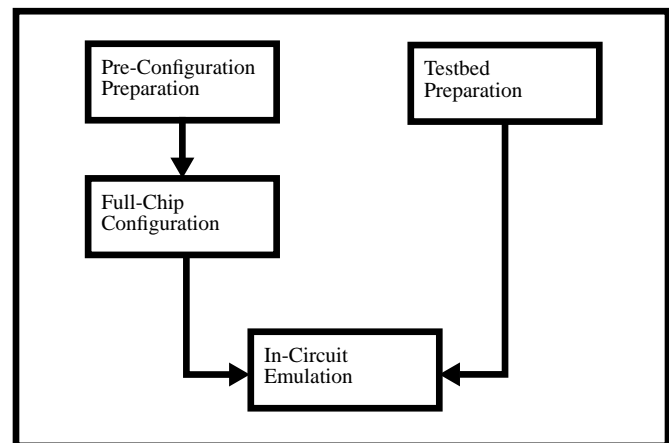 Pre-Configuration
Preparation
Testbed
Preparation
Full-Chip
Configuration
In-Circuit
Emulation